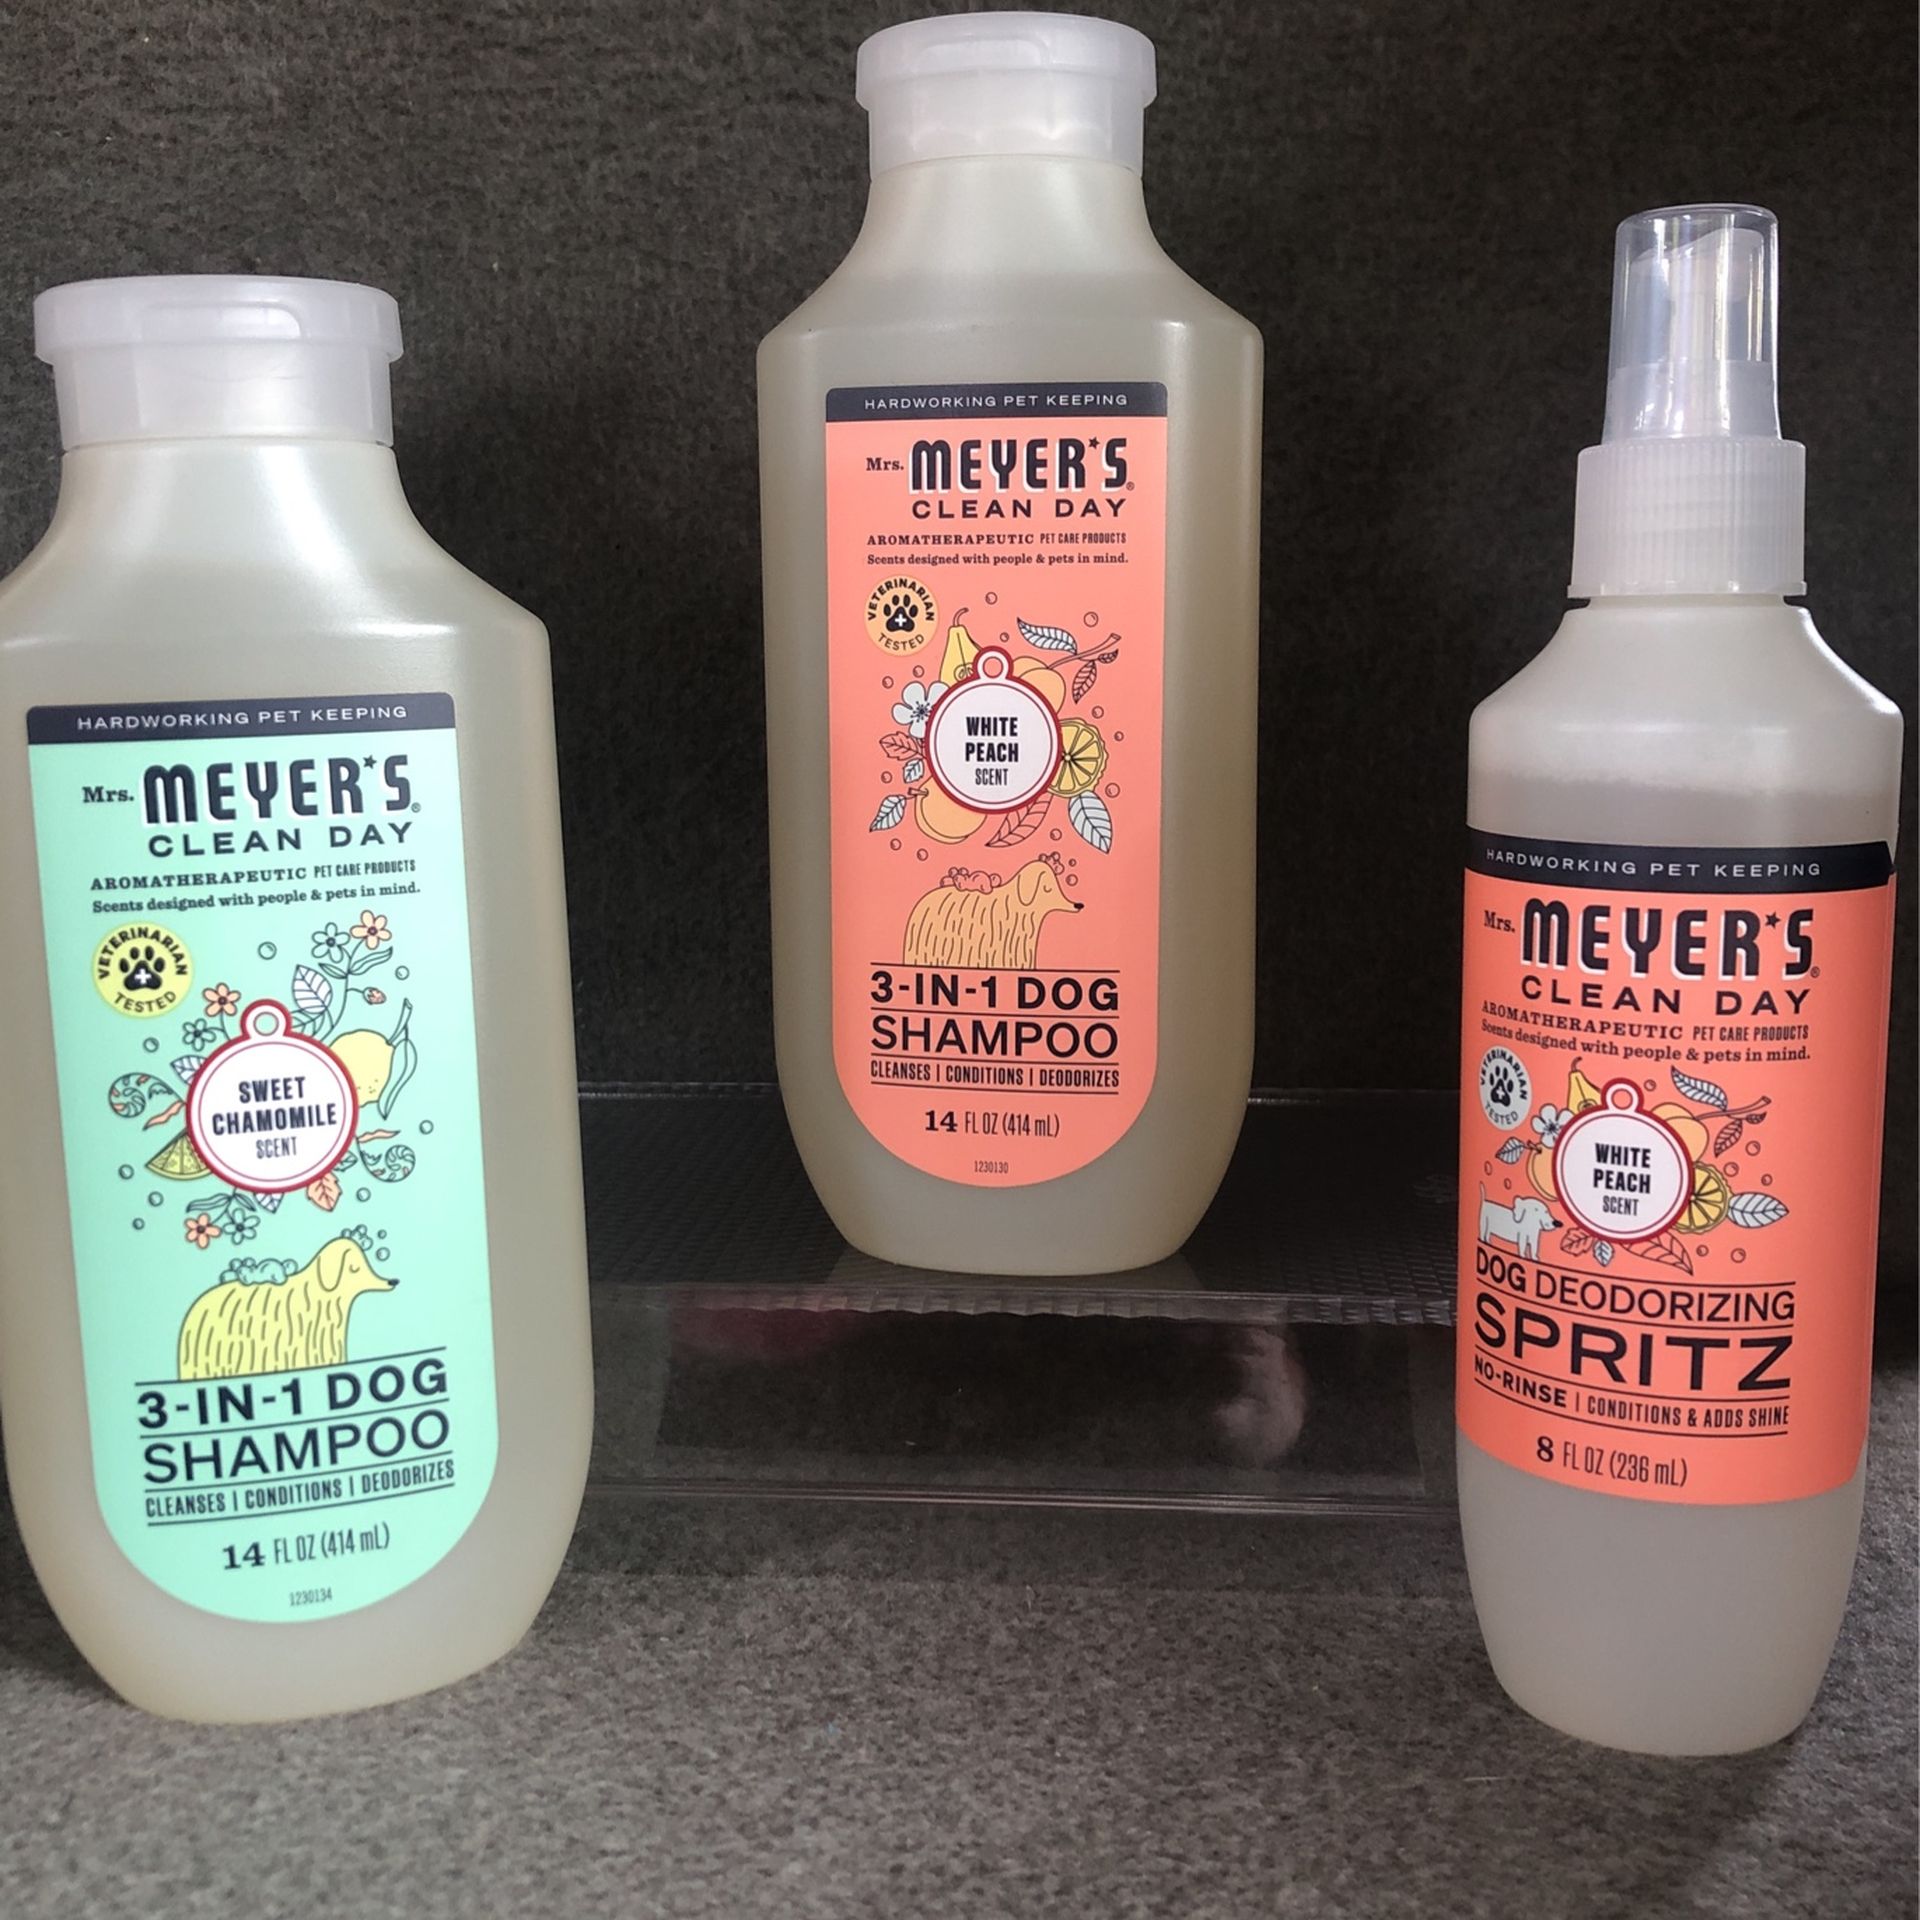 HARDWORKING PET KEEPING
Mrs. MEYER'S®
CLEAN DAY
AROMATHERAPEUTIC PET CARE PRODUCTS
Scents designed with people & pets in mind.
VETERINARIAN
TESTED
SWEET
CHAMOMILE
SCENT
3-IN-1 DOG
SHAMPOO
CLEANSES | CONDITIONS | DEODORIZES
14 FL OZ (414 mL)
1230134
HARDWORKING PET KEEPING
Mrs. MEYER'S®
CLEAN DAY
AROMATHERAPEUTIC PET CARE PRODUCTS
Scents designed with people & pets in mind.
VETERINARIAN
TESTED
WHITE
PEACH
SCENT
3-IN-1 DOG
SHAMPOO
CLEANSES | CONDITIONS | DEODORIZES
14 FL OZ (414 mL)
1230130
HARDWORKING PET KEEPING
Mrs. MEYER'S®
CLEAN DAY
AROMATHERAPEUTIC PET CARE PRODUCTS
Scents designed with people & pets in mind.
VETERINARIAN
TESTED
WHITE
PEACH
SCENT
DOG DEODORIZING
SPRITZ
NO-RINSE | CONDITIONS & ADDS SHINE
8 FL OZ (236 mL)